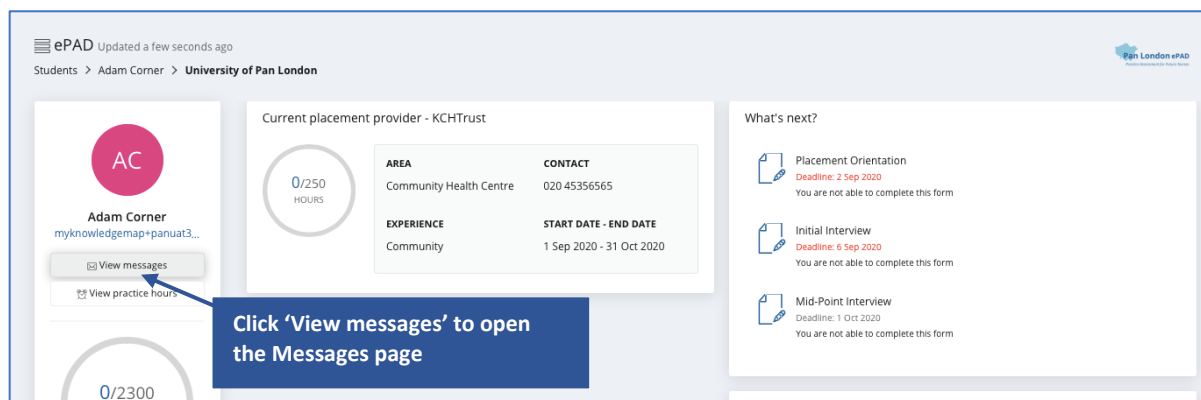 ePAD Updated a few seconds ago
Students > Adam Corner > University of Pan London
Pan London ePAD
Practice Assessment for Future Nurses
AC
Adam Corner
myknowledgemap+panuat3...
View messages
View practice hours
0/2300
Current placement provider - KCHTrust
0/250
HOURS
AREA
Community Health Centre
CONTACT
020 45356565
EXPERIENCE
Community
START DATE - END DATE
1 Sep 2020 - 31 Oct 2020
Click ‘View messages’ to open
the Messages page
What's next?
Placement Orientation
Deadline: 2 Sep 2020
You are not able to complete this form
Initial Interview
Deadline: 6 Sep 2020
You are not able to complete this form
Mid-Point Interview
Deadline: 1 Oct 2020
You are not able to complete this form